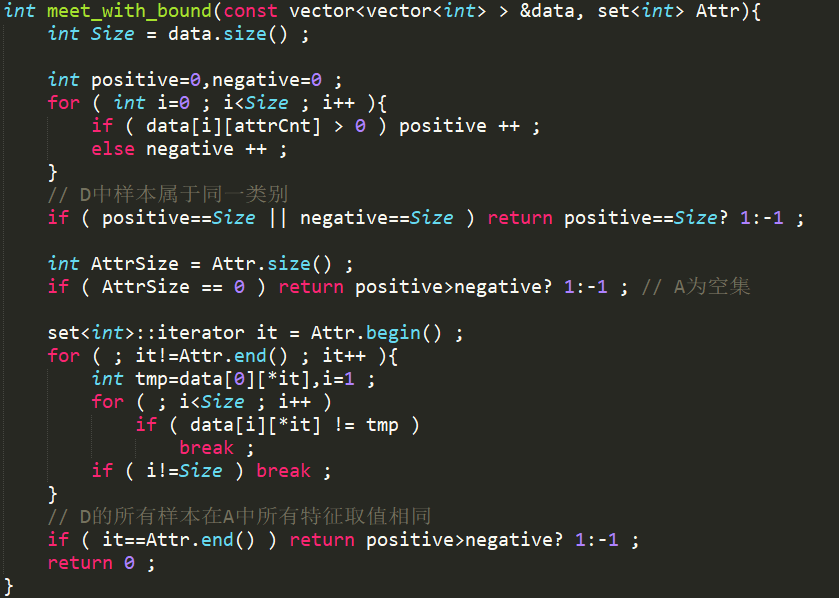 int meet_with_bound(const vector<vector<int> > &data, set<int> Attr){
int Size = data.size() ;
int positive=0,negative=0 ;
for ( int i=0 ; i<Size ; i++ ){
if ( data[i][attrCnt] > 0 ) positive ++ ;
else negative ++ ;
}
// D中样本属于同一类别
if ( positive==Size || negative==Size ) return positive==Size? 1:-1 ;
int AttrSize = Attr.size() ;
if ( AttrSize == 0 ) return positive>negative? 1:-1 ; // A为空集
set<int>::iterator it = Attr.begin() ;
for ( ; it!=Attr.end() ; it++ ){
int tmp=data[0][*it],i=1 ;
for ( ; i<Size ; i++ )
if ( data[i][*it] != tmp )
break ;
if ( i!=Size ) break ;
}
// D的所有样本在A中所有特征取值相同
if ( it==Attr.end() ) return positive>negative? 1:-1 ;
return 0 ;
}